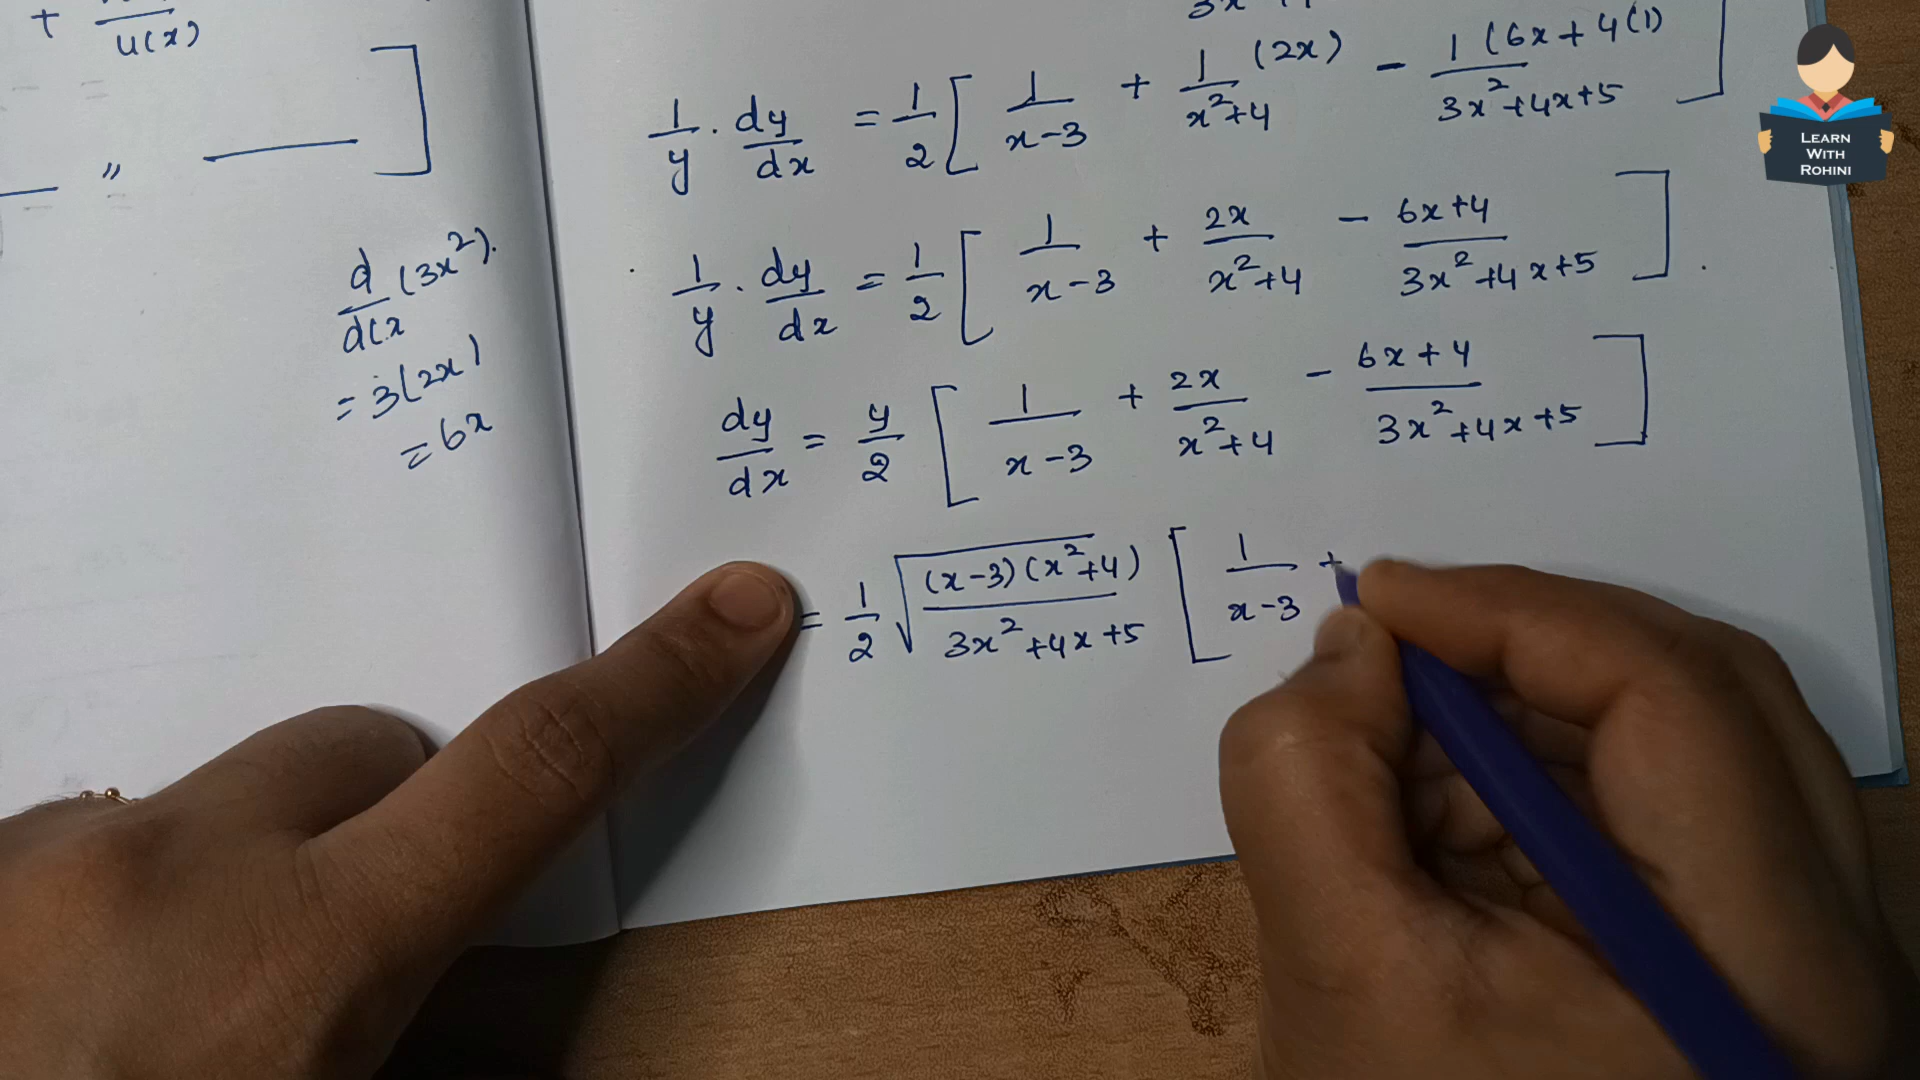 + ―/u(x)
]
― " ― ]
d/d(x (3x²).
= 3(2x)
= 6x
1/y . dy/dx = 1/2 [ 1/x-3 + 1/x²+4 (2x) - 1 (6x+4(1)/3x²+4x+5 ]
1/y . dy/dx = 1/2 [ 1/x-3 + 2x/x²+4 - 6x+4/3x²+4x+5 ] .
dy/dx = y/2 [ 1/x-3 + 2x/x²+4 - 6x+4/3x²+4x+5 ]
= 1/2 √(x-3)(x²+4)/3x²+4x+5 [ 1/x-3 +
LEARN
WITH
ROHINI